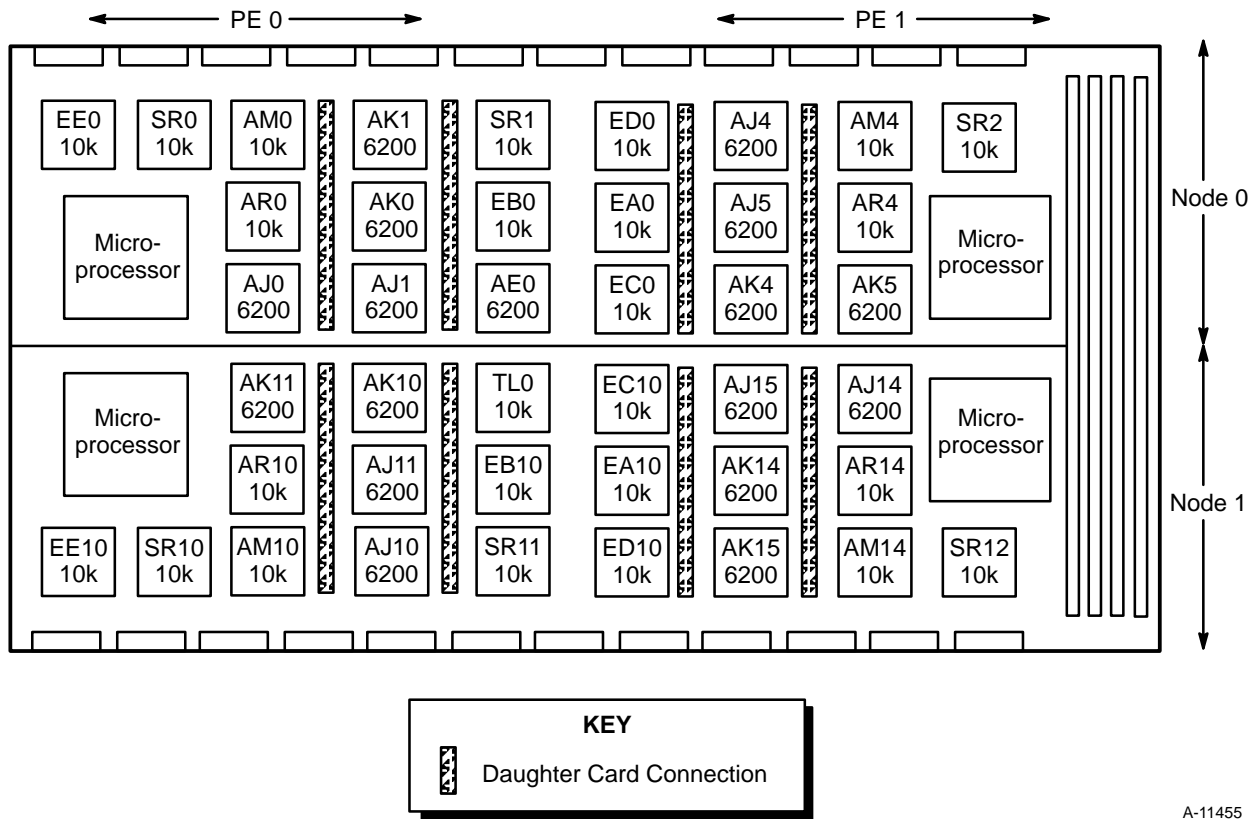 PE 0
PE 1
EE0
10k
SR0
10k
AM0
10k
AK1
6200
SR1
10k
ED0
10k
AJ4
6200
AM4
10k
SR2
10k
AR0
10k
AK0
6200
EB0
10k
EA0
10k
AJ5
6200
AR4
10k
Micro-
processor
Micro-
processor
Node 0
AJ0
6200
AJ1
6200
AE0
6200
EC0
10k
AK4
6200
AK5
6200
AK11
6200
AK10
6200
TL0
10k
EC10
10k
AJ15
6200
AJ14
6200
Micro-
processor
Micro-
processor
AR10
10k
AJ11
6200
EB10
10k
EA10
10k
AK14
6200
AR14
10k
Node 1
EE10
10k
SR10
10k
AM10
10k
AJ10
6200
SR11
10k
ED10
10k
AK15
6200
AM14
10k
SR12
10k
KEY
Daughter Card Connection
A-11455